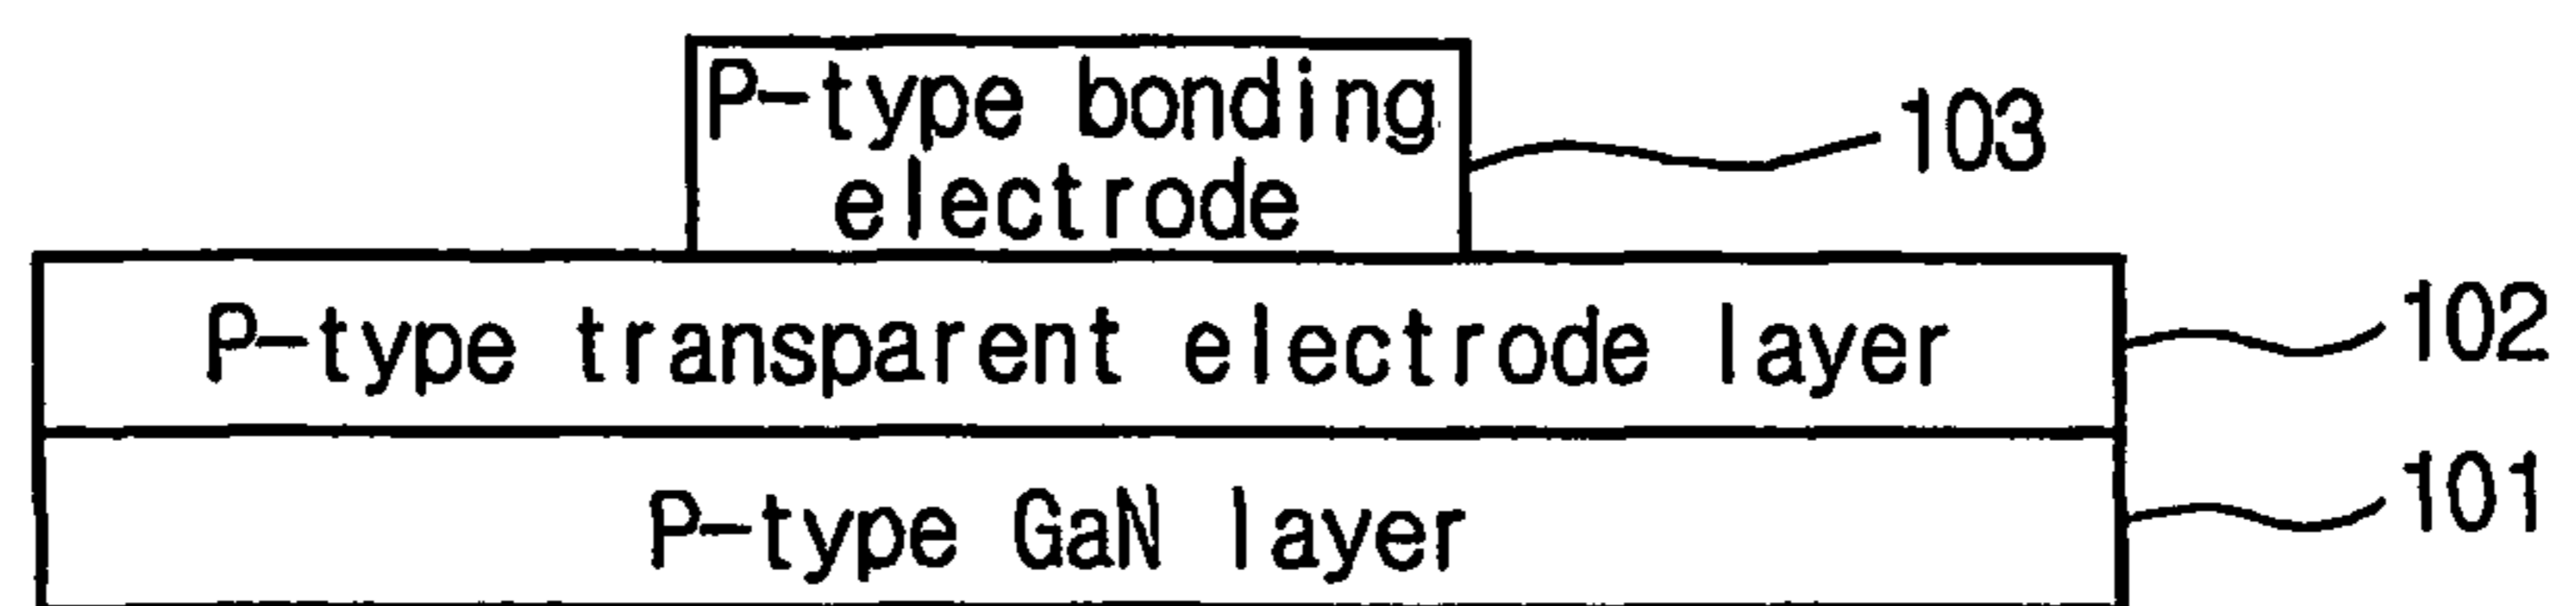 P-type bonding
electrode
103
P-type transparent electrode layer
102
P-type GaN layer
101